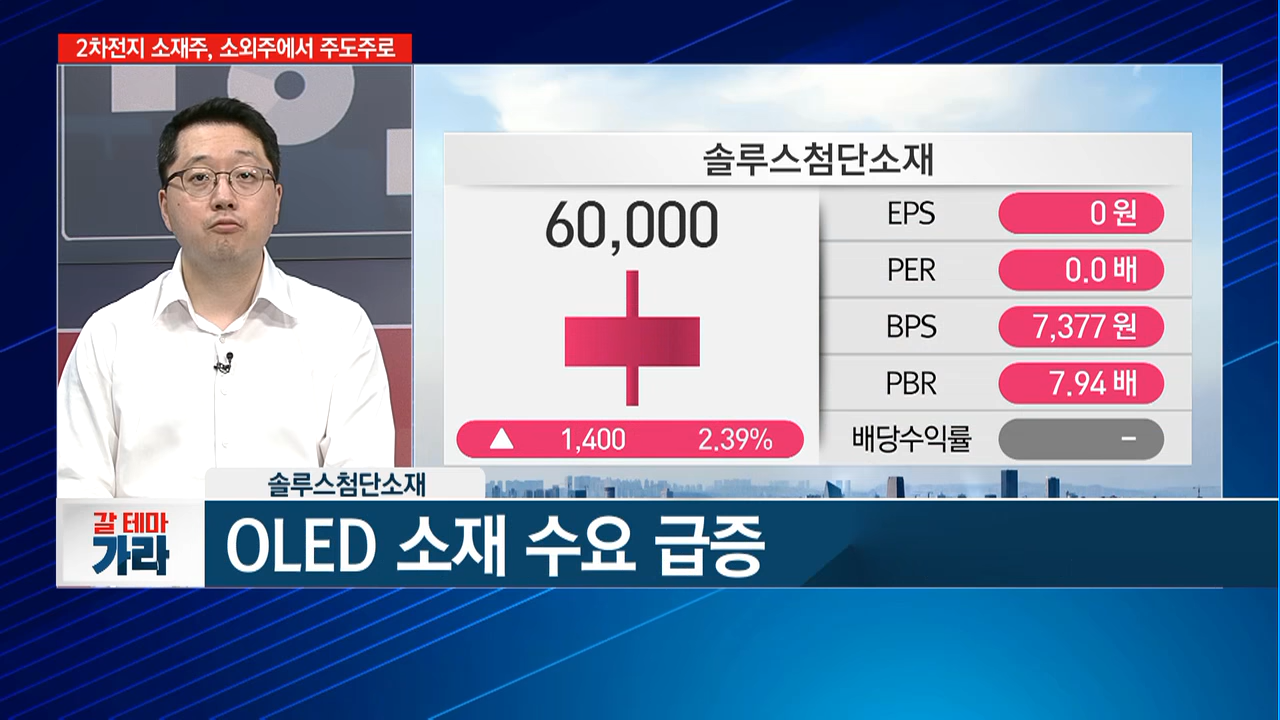 2차전지 소재주, 소외주에서 주도주로
솔루스첨단소재
60,000
▲ 1,400 2.39%
EPS 0 원
PER 0.0 배
BPS 7,377 원
PBR 7.94 배
배당수익률 -
솔루스첨단소재
갈 테마
가라
OLED 소재 수요 급증